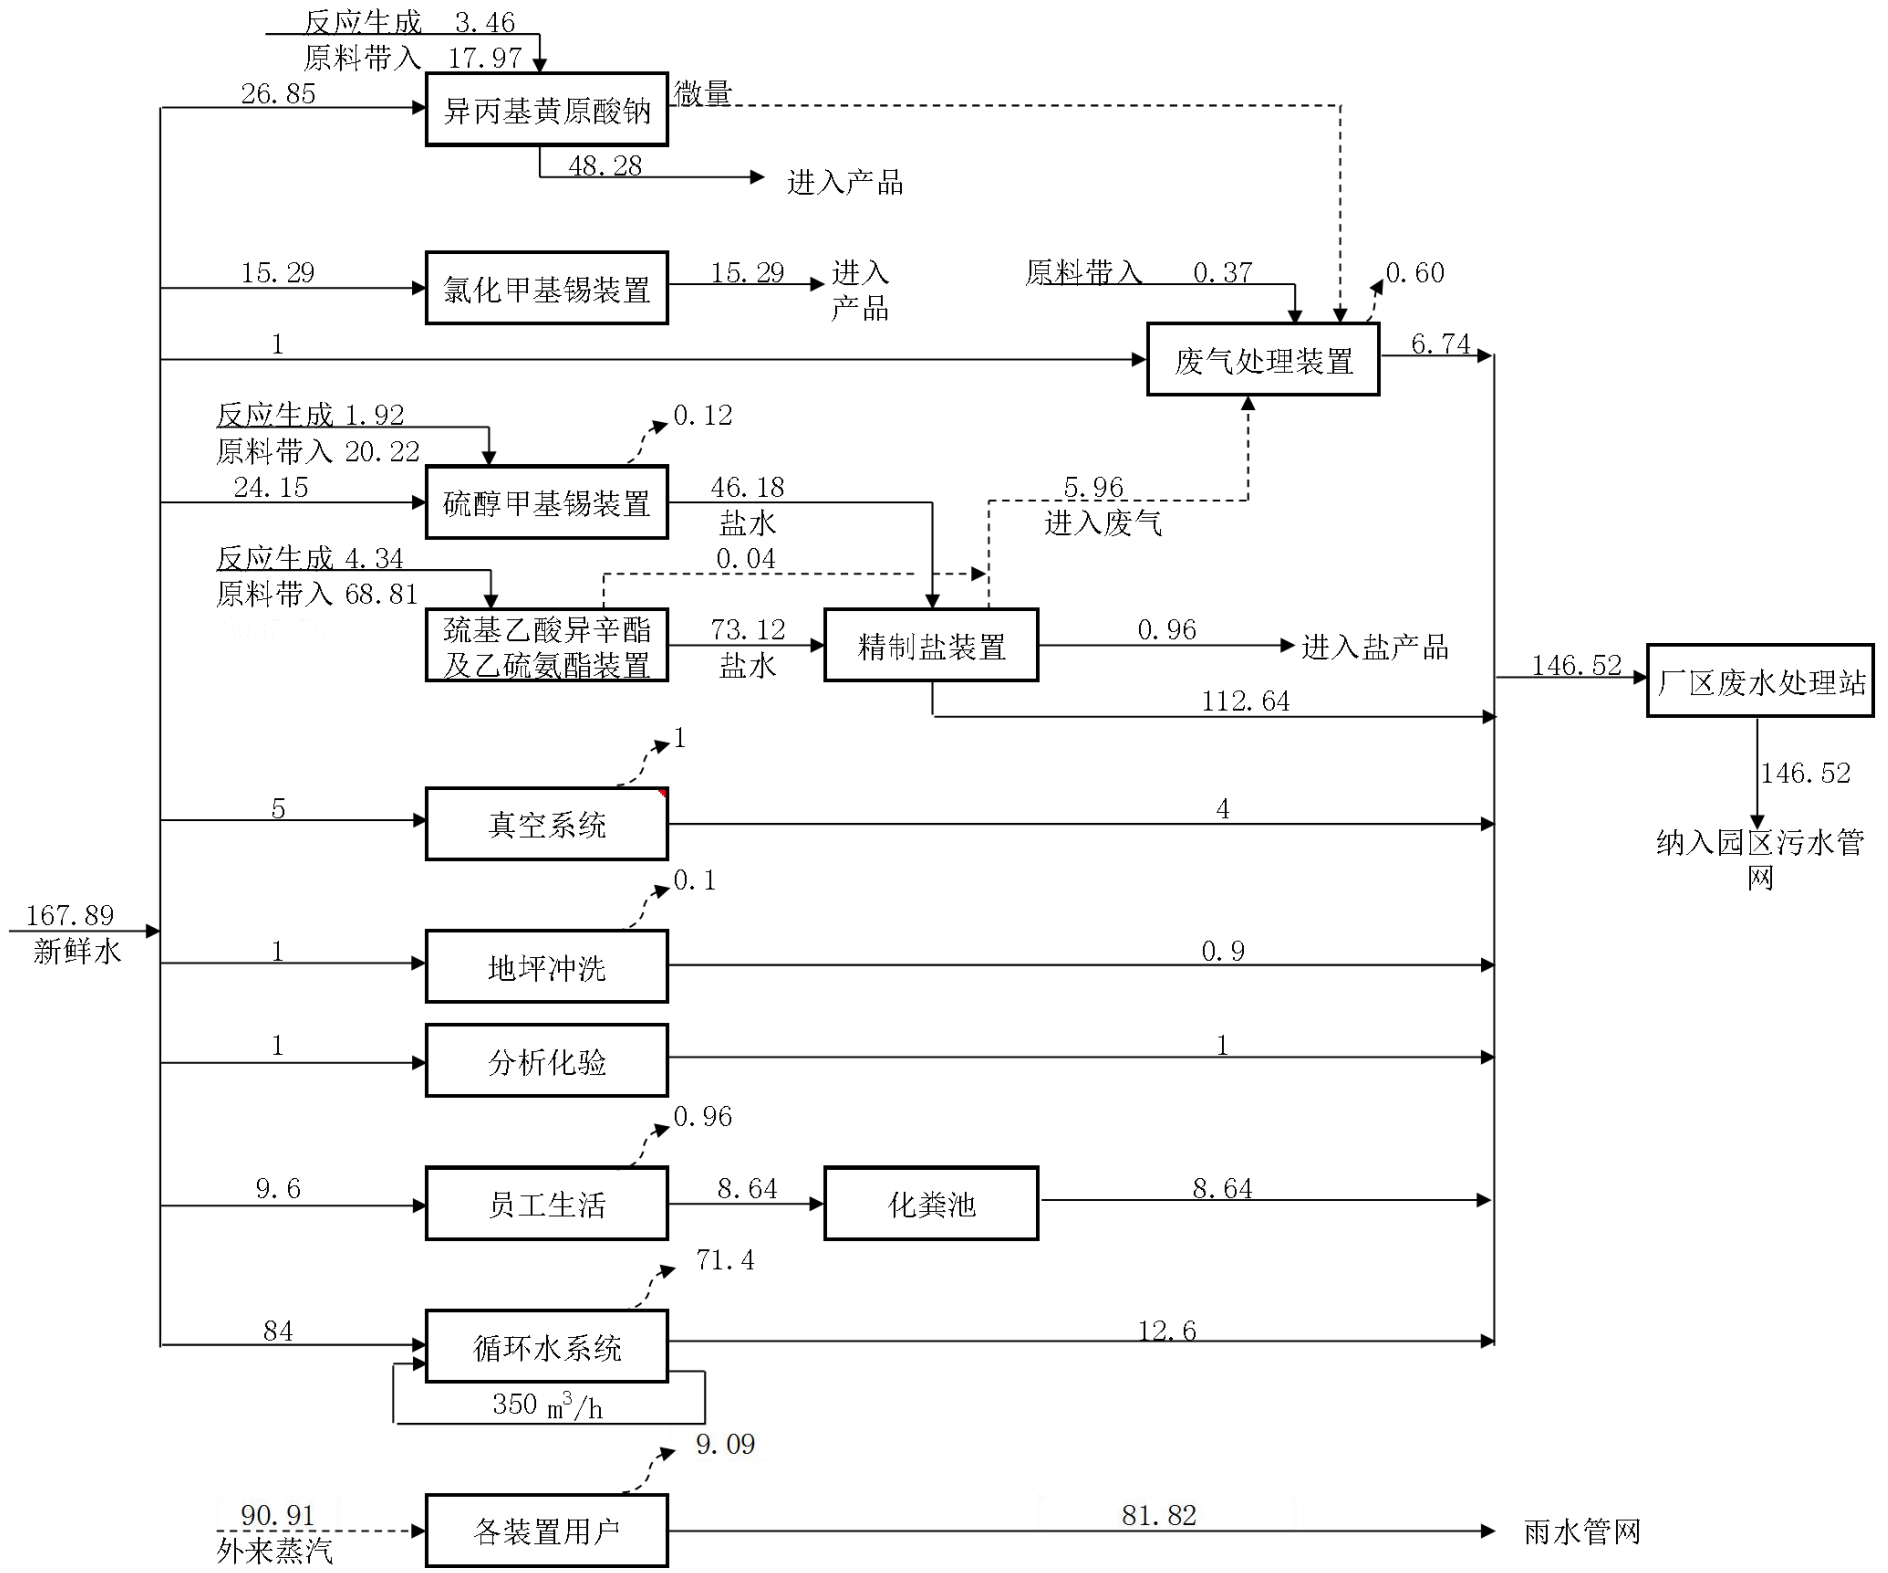 反应生成 3.46
原料带入 17.97
26.85
异丙基黄原酸钠
微量
48.28
进入产品
15.29
氯化甲基锡装置
15.29
进入
产品
原料带入 0.37
0.60
1
废气处理装置
6.74
反应生成 1.92
原料带入 20.22
0.12
24.15
硫醇甲基锡装置
46.18
盐水
5.96
进入废气
反应生成 4.34
原料带入 68.81
0.04
巯基乙酸异辛酯
及乙硫氨酯装置
73.12
盐水
精制盐装置
0.96
进入盐产品
112.64
146.52
厂区废水处理站
146.52
纳入园区污水管
网
1
5
真空系统
4
0.1
167.89
新鲜水
1
地坪冲洗
0.9
1
分析化验
1
0.96
9.6
员工生活
8.64
化粪池
8.64
71.4
84
循环水系统
12.6
350 m³/h
9.09
90.91
外来蒸汽
各装置用户
81.82
雨水管网